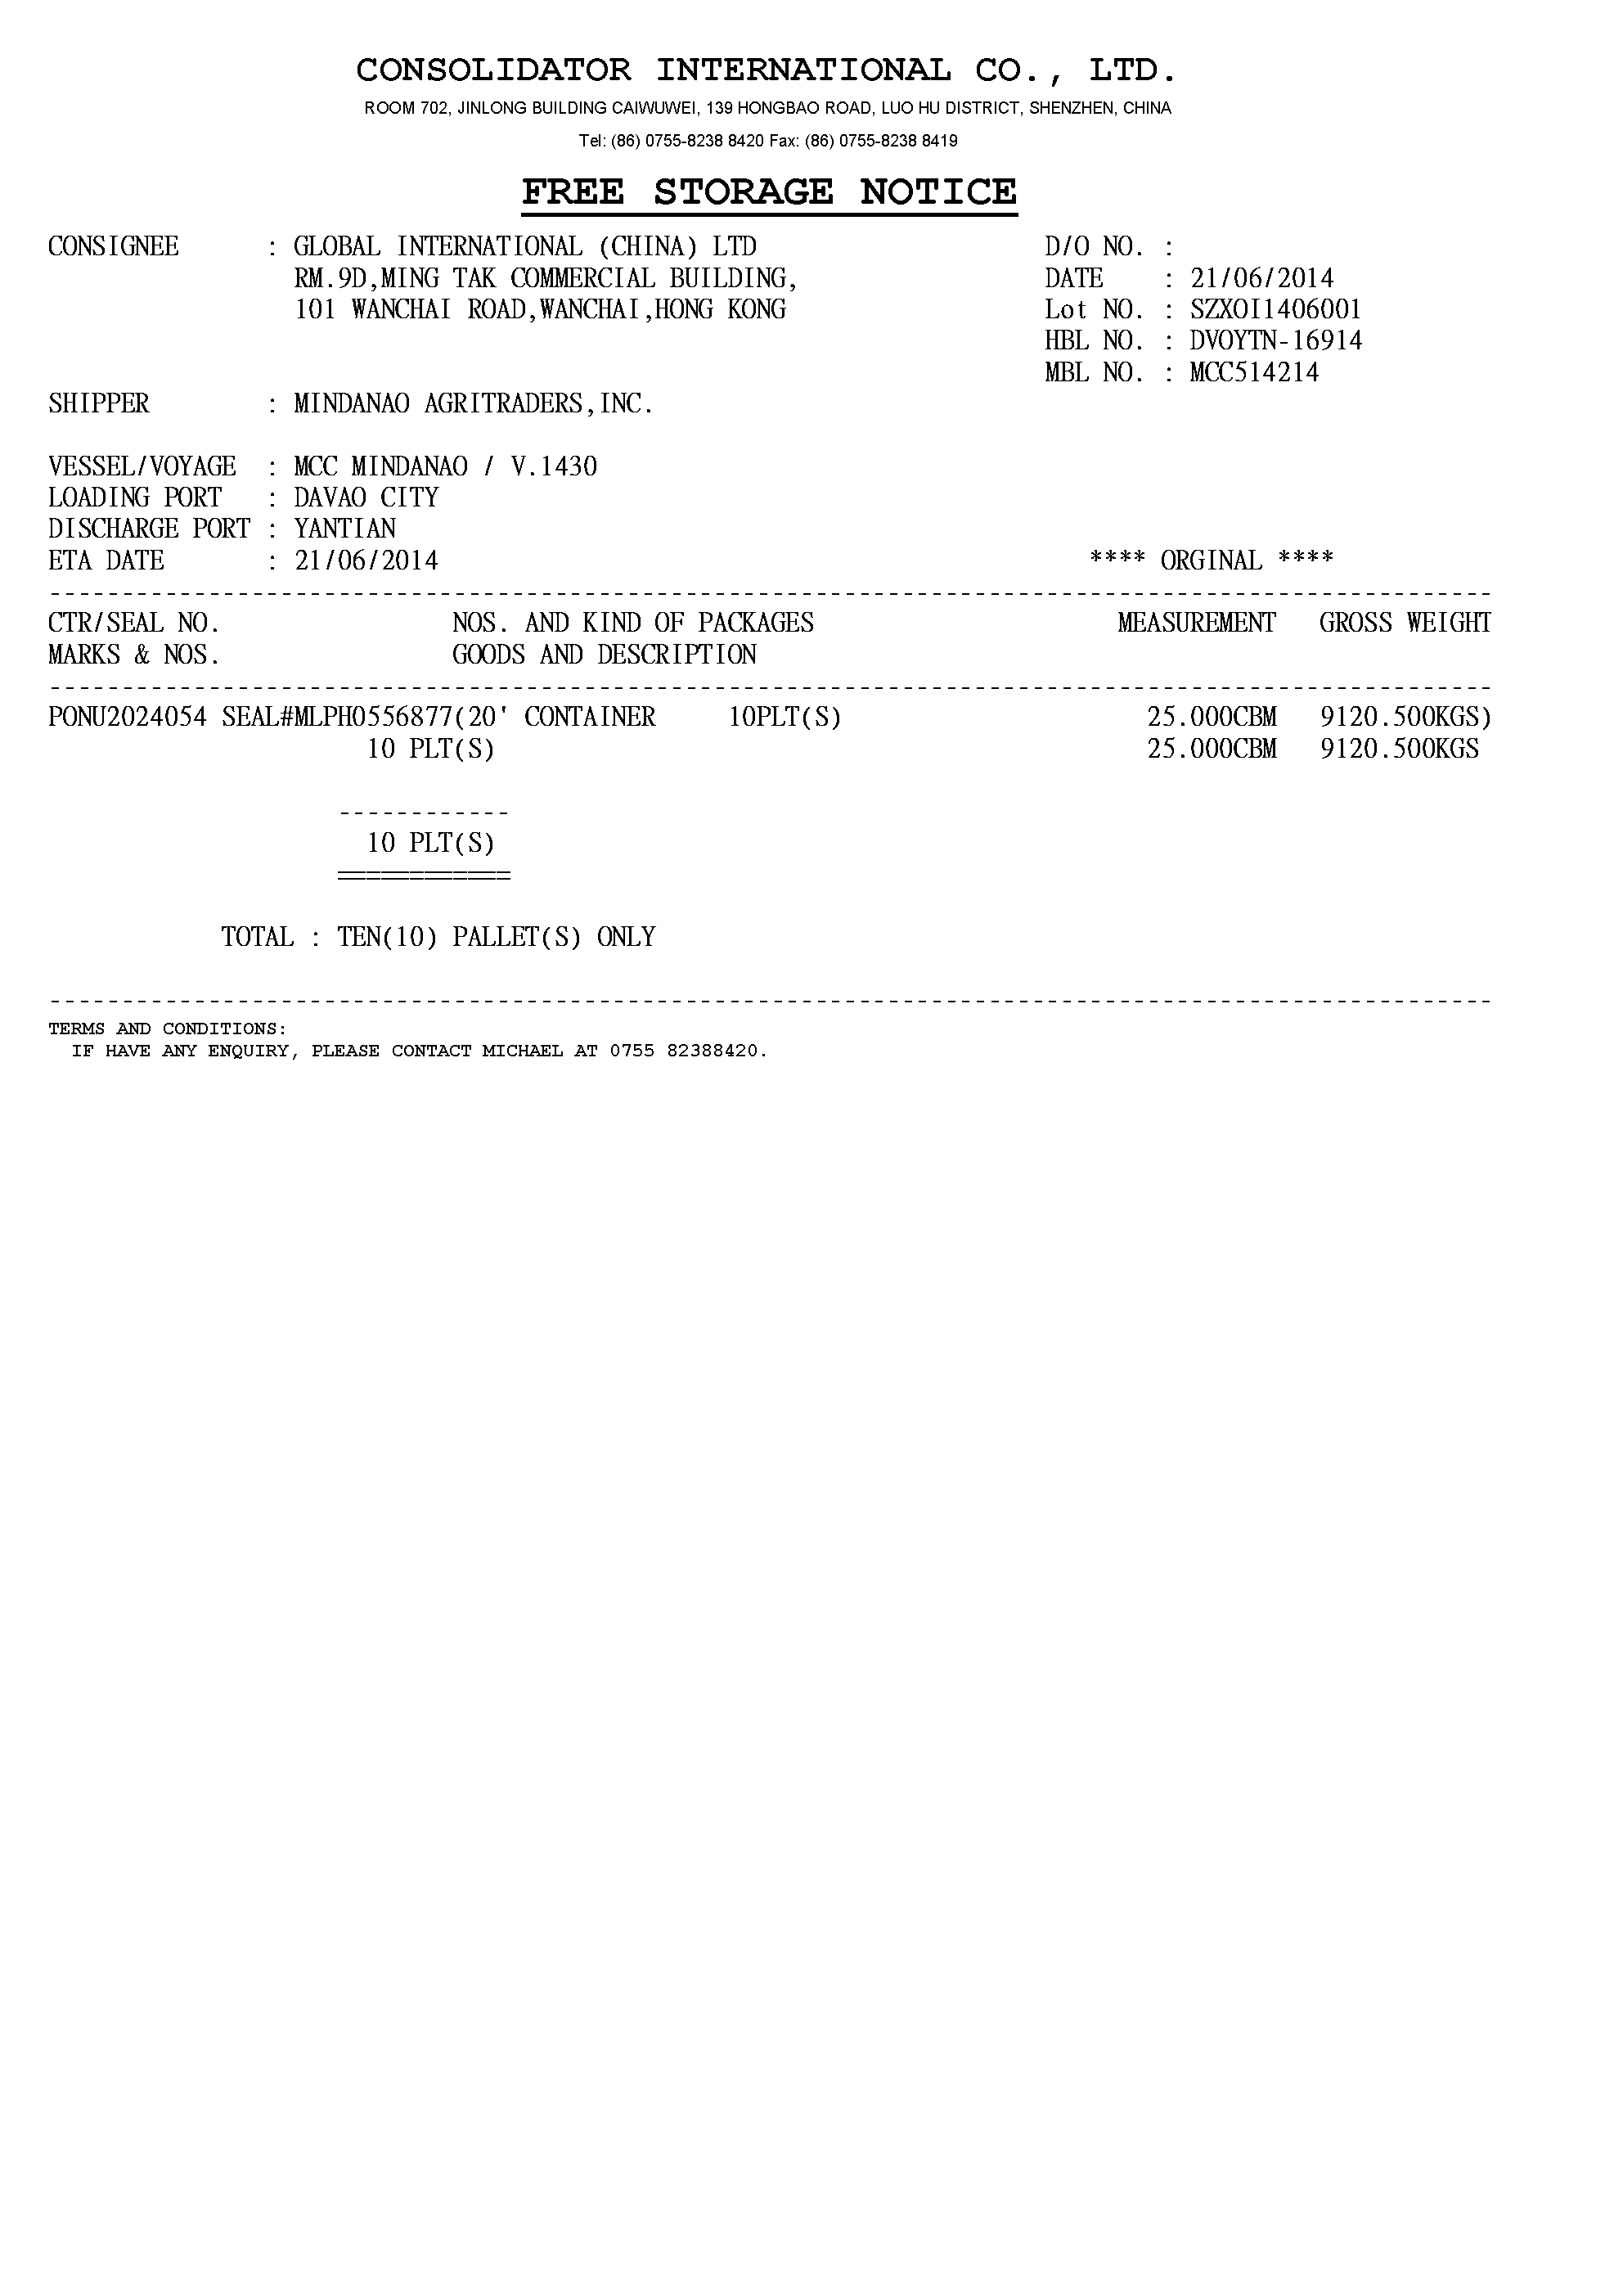 CONSOLIDATOR INTERNATIONAL CO., LTD.
ROOM 702, JINLONG BUILDING CAIWUWEI, 139 HONGBAO ROAD, LUO HU DISTRICT, SHENZHEN, CHINA
Tel: (86) 0755-8238 8420 Fax: (86) 0755-8238 8419
FREE STORAGE NOTICE
CONSIGNEE : GLOBAL INTERNATIONAL (CHINA) LTD D/O NO. :
RM.9D,MING TAK COMMERCIAL BUILDING, DATE : 21/06/2014
101 WANCHAI ROAD,WANCHAI,HONG KONG Lot NO. : SZXOI1406001
HBL NO. : DVOYTN-16914
MBL NO. : MCC514214
SHIPPER : MINDANAO AGRITRADERS,INC.
VESSEL/VOYAGE : MCC MINDANAO / V.1430
LOADING PORT : DAVAO CITY
DISCHARGE PORT : YANTIAN
ETA DATE : 21/06/2014 **** ORGINAL ****
----------------------------------------------------------------------------------------------------
CTR/SEAL NO. NOS. AND KIND OF PACKAGES MEASUREMENT GROSS WEIGHT
MARKS & NOS. GOODS AND DESCRIPTION
----------------------------------------------------------------------------------------------------
PONU2024054 SEAL#MLPH0556877(20' CONTAINER 10PLT(S) 25.000CBM 9120.500KGS)
10 PLT(S) 25.000CBM 9120.500KGS
------------
10 PLT(S)
============
TOTAL : TEN(10) PALLET(S) ONLY
----------------------------------------------------------------------------------------------------
TERMS AND CONDITIONS:
IF HAVE ANY ENQUIRY, PLEASE CONTACT MICHAEL AT 0755 82388420.